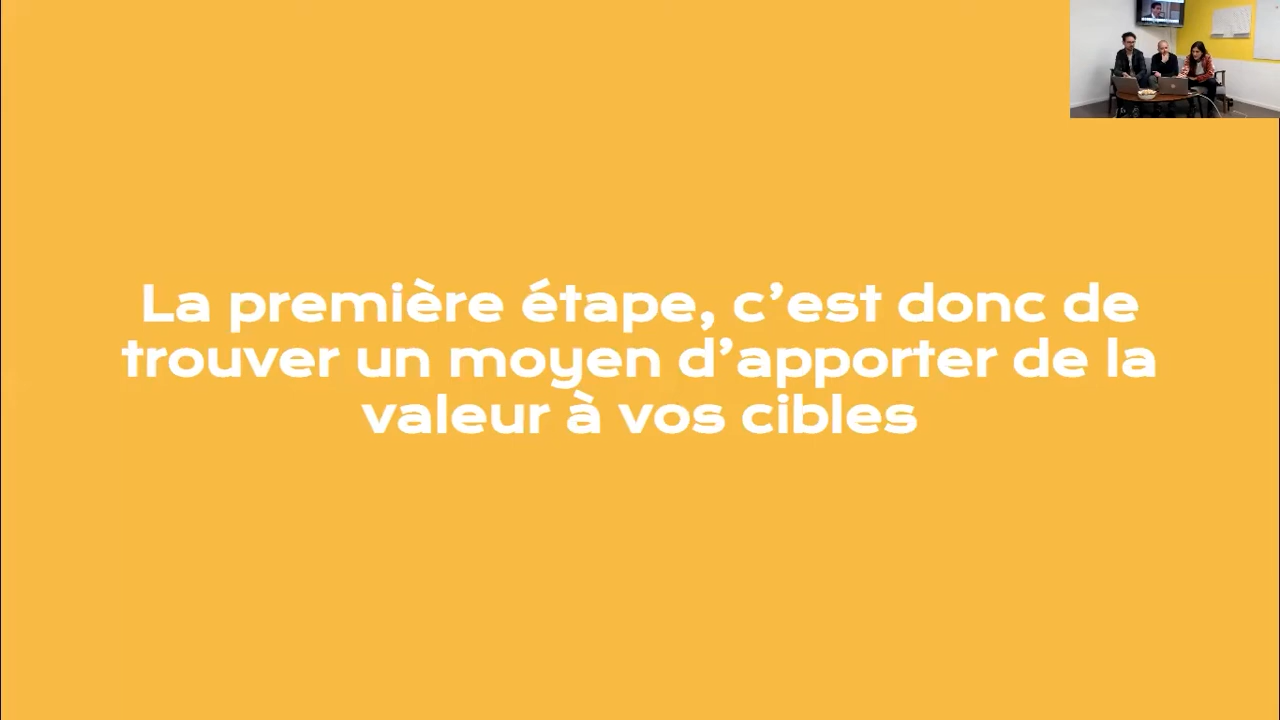 La première étape, c’est donc de
trouver un moyen d’apporter de la
valeur à vos cibles